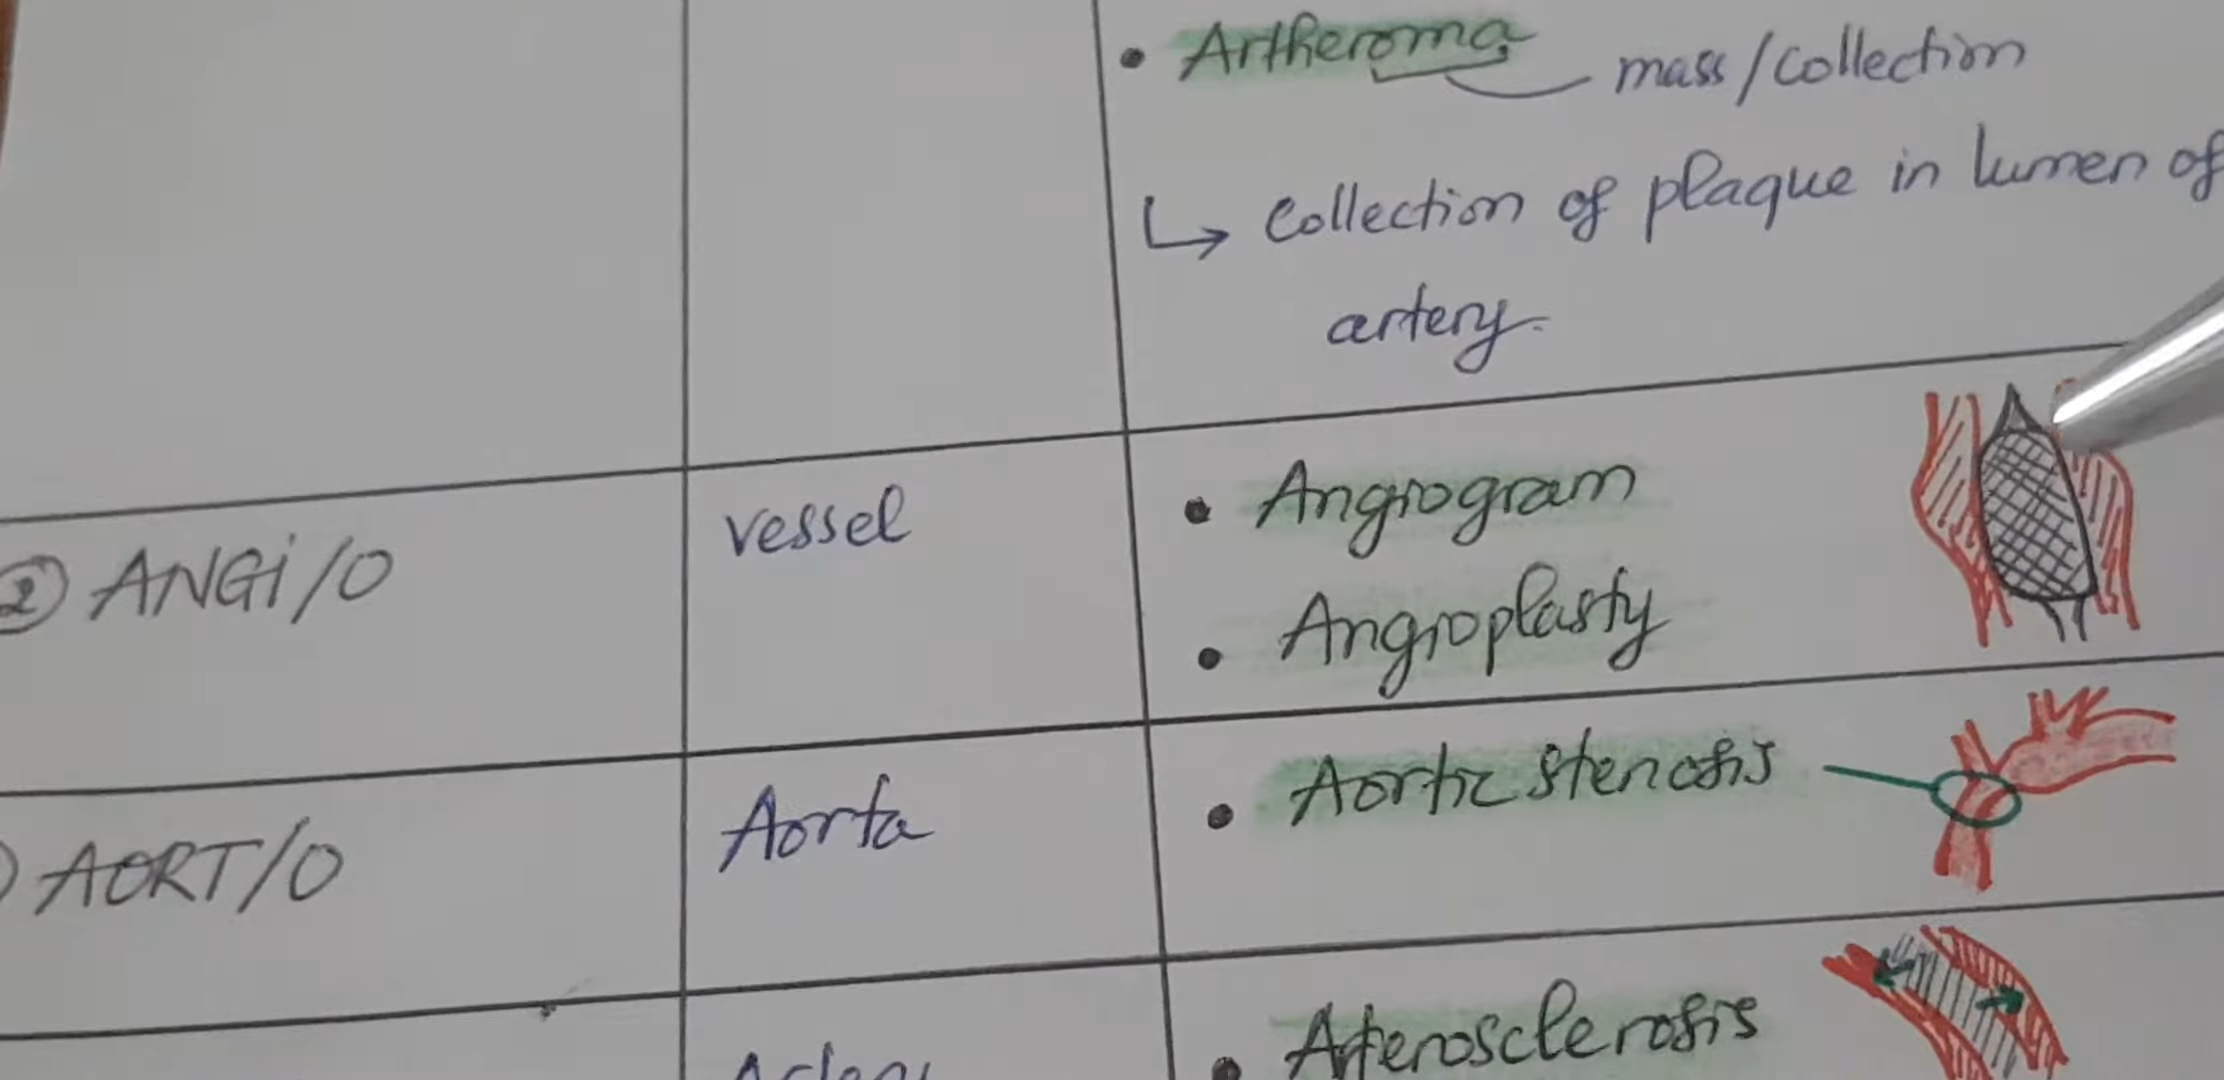 • Artheroma mass/collection
↳ Collection of plaque in lumen of
artery.
② ANGi/O vessel • Angiogram
• Angioplasty
AORT/O Aorta • Aortic stenosis
•